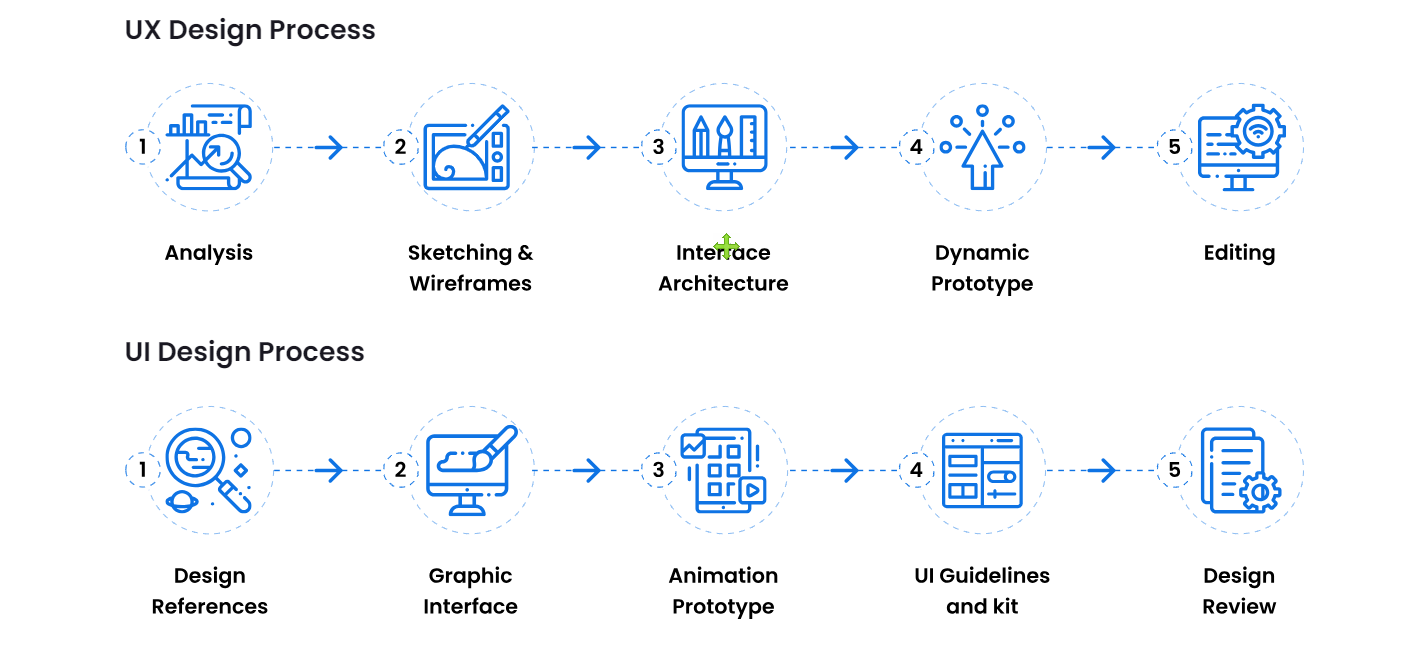 UX Design Process
1
2
3
4
5
Analysis
Sketching &
Wireframes
Interface
Architecture
Dynamic
Prototype
Editing
UI Design Process
1
2
3
4
5
Design
References
Graphic
Interface
Animation
Prototype
UI Guidelines
and kit
Design
Review